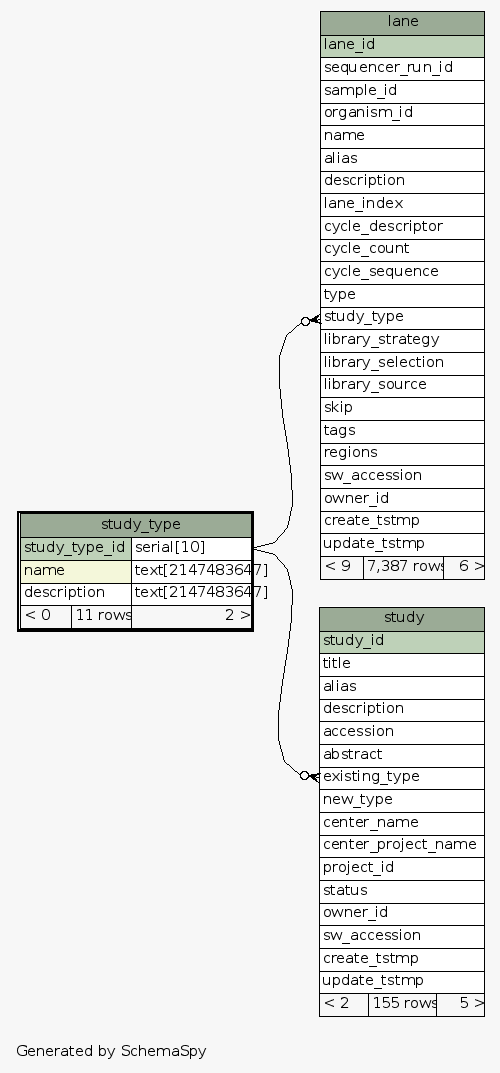 lane
lane_id
sequencer_run_id
sample_id
organism_id
name
alias
description
lane_index
cycle_descriptor
cycle_count
cycle_sequence
type
study_type
library_strategy
library_selection
library_source
skip
tags
regions
sw_accession
owner_id
create_tstmp
update_tstmp
< 9 7,387 rows 6 >
study_type
study_type_id serial[10]
name text[2147483647]
description text[2147483647]
< 0 11 rows 2 >
study
study_id
title
alias
description
accession
abstract
existing_type
new_type
center_name
center_project_name
project_id
status
owner_id
sw_accession
create_tstmp
update_tstmp
< 2 155 rows 5 >
Generated by SchemaSpy